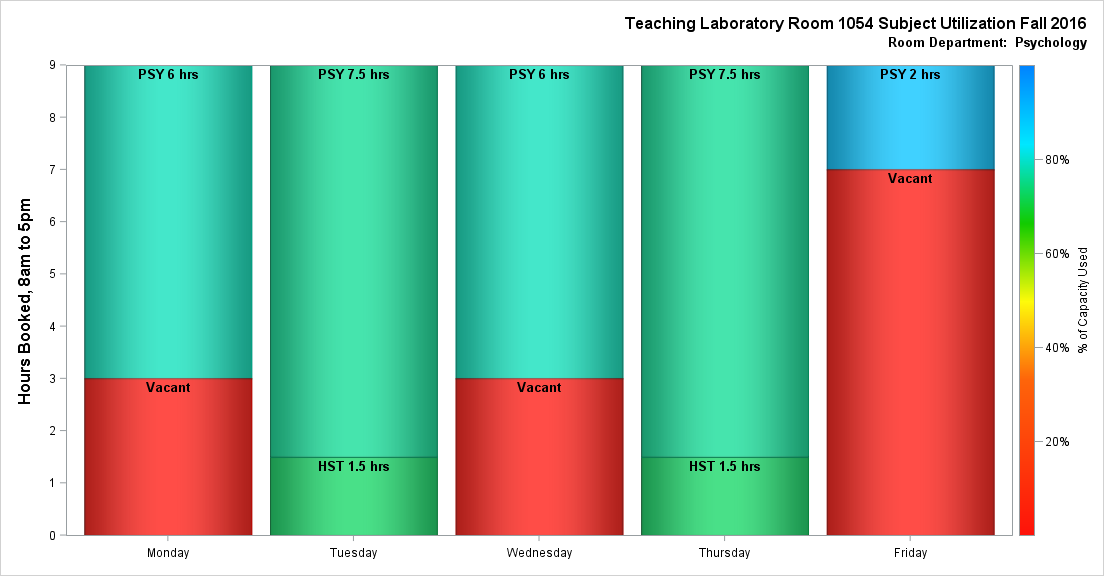 Teaching Laboratory Room 1054 Subject Utilization Fall 2016
Room Department: Psychology
Hours Booked, 8am to 5pm
9
8
7
6
5
4
3
2
1
0
PSY 6 hrs
Vacant
PSY 7.5 hrs
HST 1.5 hrs
PSY 6 hrs
Vacant
PSY 7.5 hrs
HST 1.5 hrs
PSY 2 hrs
Vacant
Monday
Tuesday
Wednesday
Thursday
Friday
80%
60%
40%
20%
% of Capacity Used